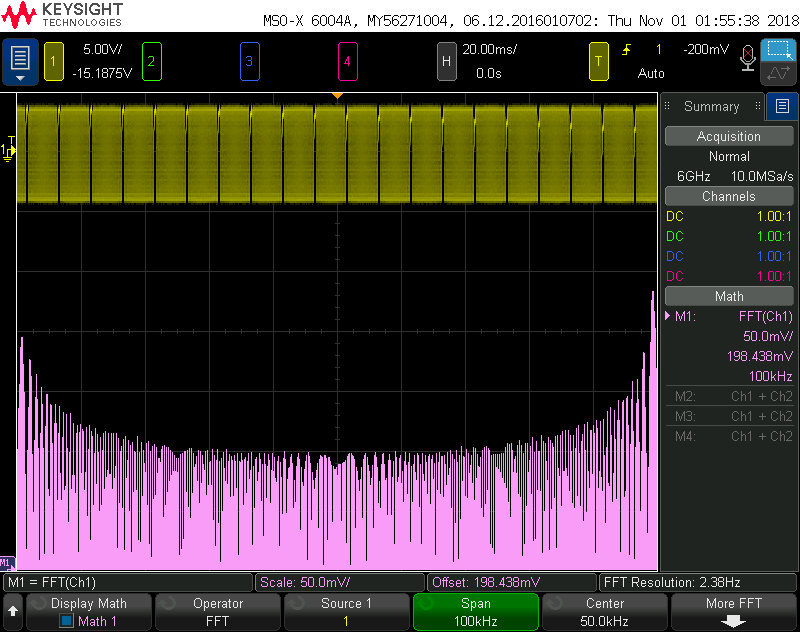 KEYSIGHT
TECHNOLOGIES
MSO-X 6004A, MY56271004, 06.12.2016010702: Thu Nov 01 01:55:38 2018
1 5.00V/ 2 3 4 H 20.00ms/ T 1 -200mV
-15.1875V 0.0s Auto
Summary
Acquisition
Normal
6GHz 10.0MSa/s
Channels
DC 1.00:1
DC 1.00:1
DC 1.00:1
DC 1.00:1
Math
M1: FFT(Ch1)
50.0mV/
198.438mV
100kHz
M2: Ch1 + Ch2
M3: Ch1 + Ch2
M4: Ch1 + Ch2
T
1
M1
M1 = FFT(Ch1) Scale: 50.0mV/ Offset: 198.438mV FFT Resolution: 2.38Hz
Display Math Operator Source 1 Span Center More FFT
Math 1 FFT 1 100kHz 50.0kHz